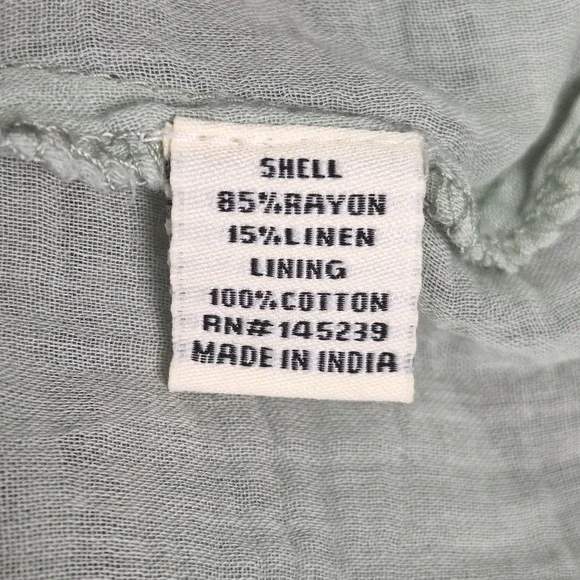 SHELL
85%RAYON
15%LINEN
LINING
100%COTTON
RN#145239
MADE IN INDIA